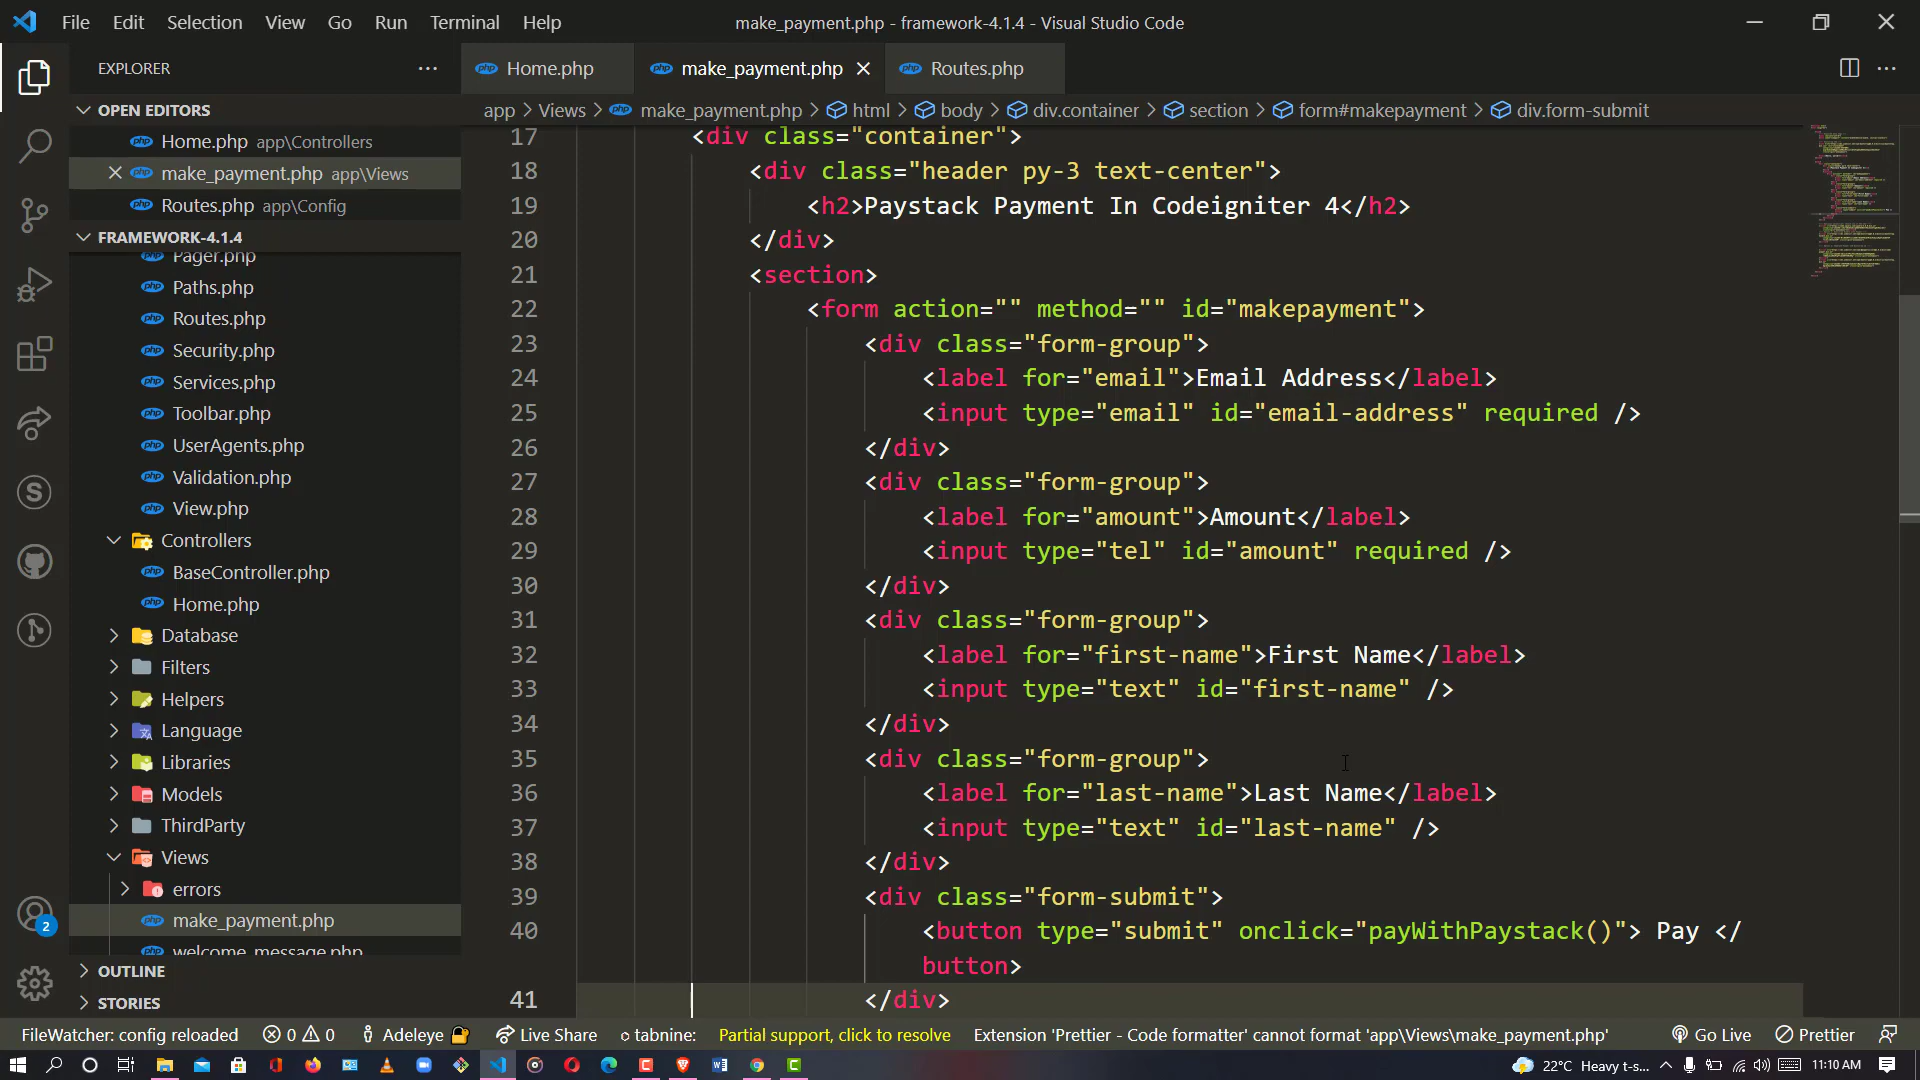 File Edit Selection View Go Run Terminal Help
make_payment.php - framework-4.1.4 - Visual Studio Code
EXPLORER
Home.php
make_payment.php
Routes.php
OPEN EDITORS
Home.php app\Controllers
make_payment.php app\Views
Routes.php app\Config
FRAMEWORK-4.1.4
Pager.php
Paths.php
Routes.php
Security.php
Services.php
Toolbar.php
UserAgents.php
Validation.php
View.php
Controllers
BaseController.php
Home.php
Database
Filters
Helpers
Language
Libraries
Models
ThirdParty
Views
errors
make_payment.php
welcome_message.php
OUTLINE
STORIES
app > Views > make_payment.php > html > body > div.container > section > form#makepayment > div.form-submit
17 <div class="container">
18 <div class="header py-3 text-center">
19 <h2>Paystack Payment In Codeigniter 4</h2>
20 </div>
21 <section>
22 <form action="" method="" id="makepayment">
23 <div class="form-group">
24 <label for="email">Email Address</label>
25 <input type="email" id="email-address" required />
26 </div>
27 <div class="form-group">
28 <label for="amount">Amount</label>
29 <input type="tel" id="amount" required />
30 </div>
31 <div class="form-group">
32 <label for="first-name">First Name</label>
33 <input type="text" id="first-name" />
34 </div>
35 <div class="form-group">
36 <label for="last-name">Last Name</label>
37 <input type="text" id="last-name" />
38 </div>
39 <div class="form-submit">
40 <button type="submit" onclick="payWithPaystack()"> Pay </
button>
41 </div>
2
FileWatcher: config reloaded 0 0 Adeleye Live Share tabnine: Partial support, click to resolve Extension 'Prettier - Code formatter' cannot format 'app\Views\make_payment.php' Go Live Prettier
22°C Heavy t-s... 11:10 AM